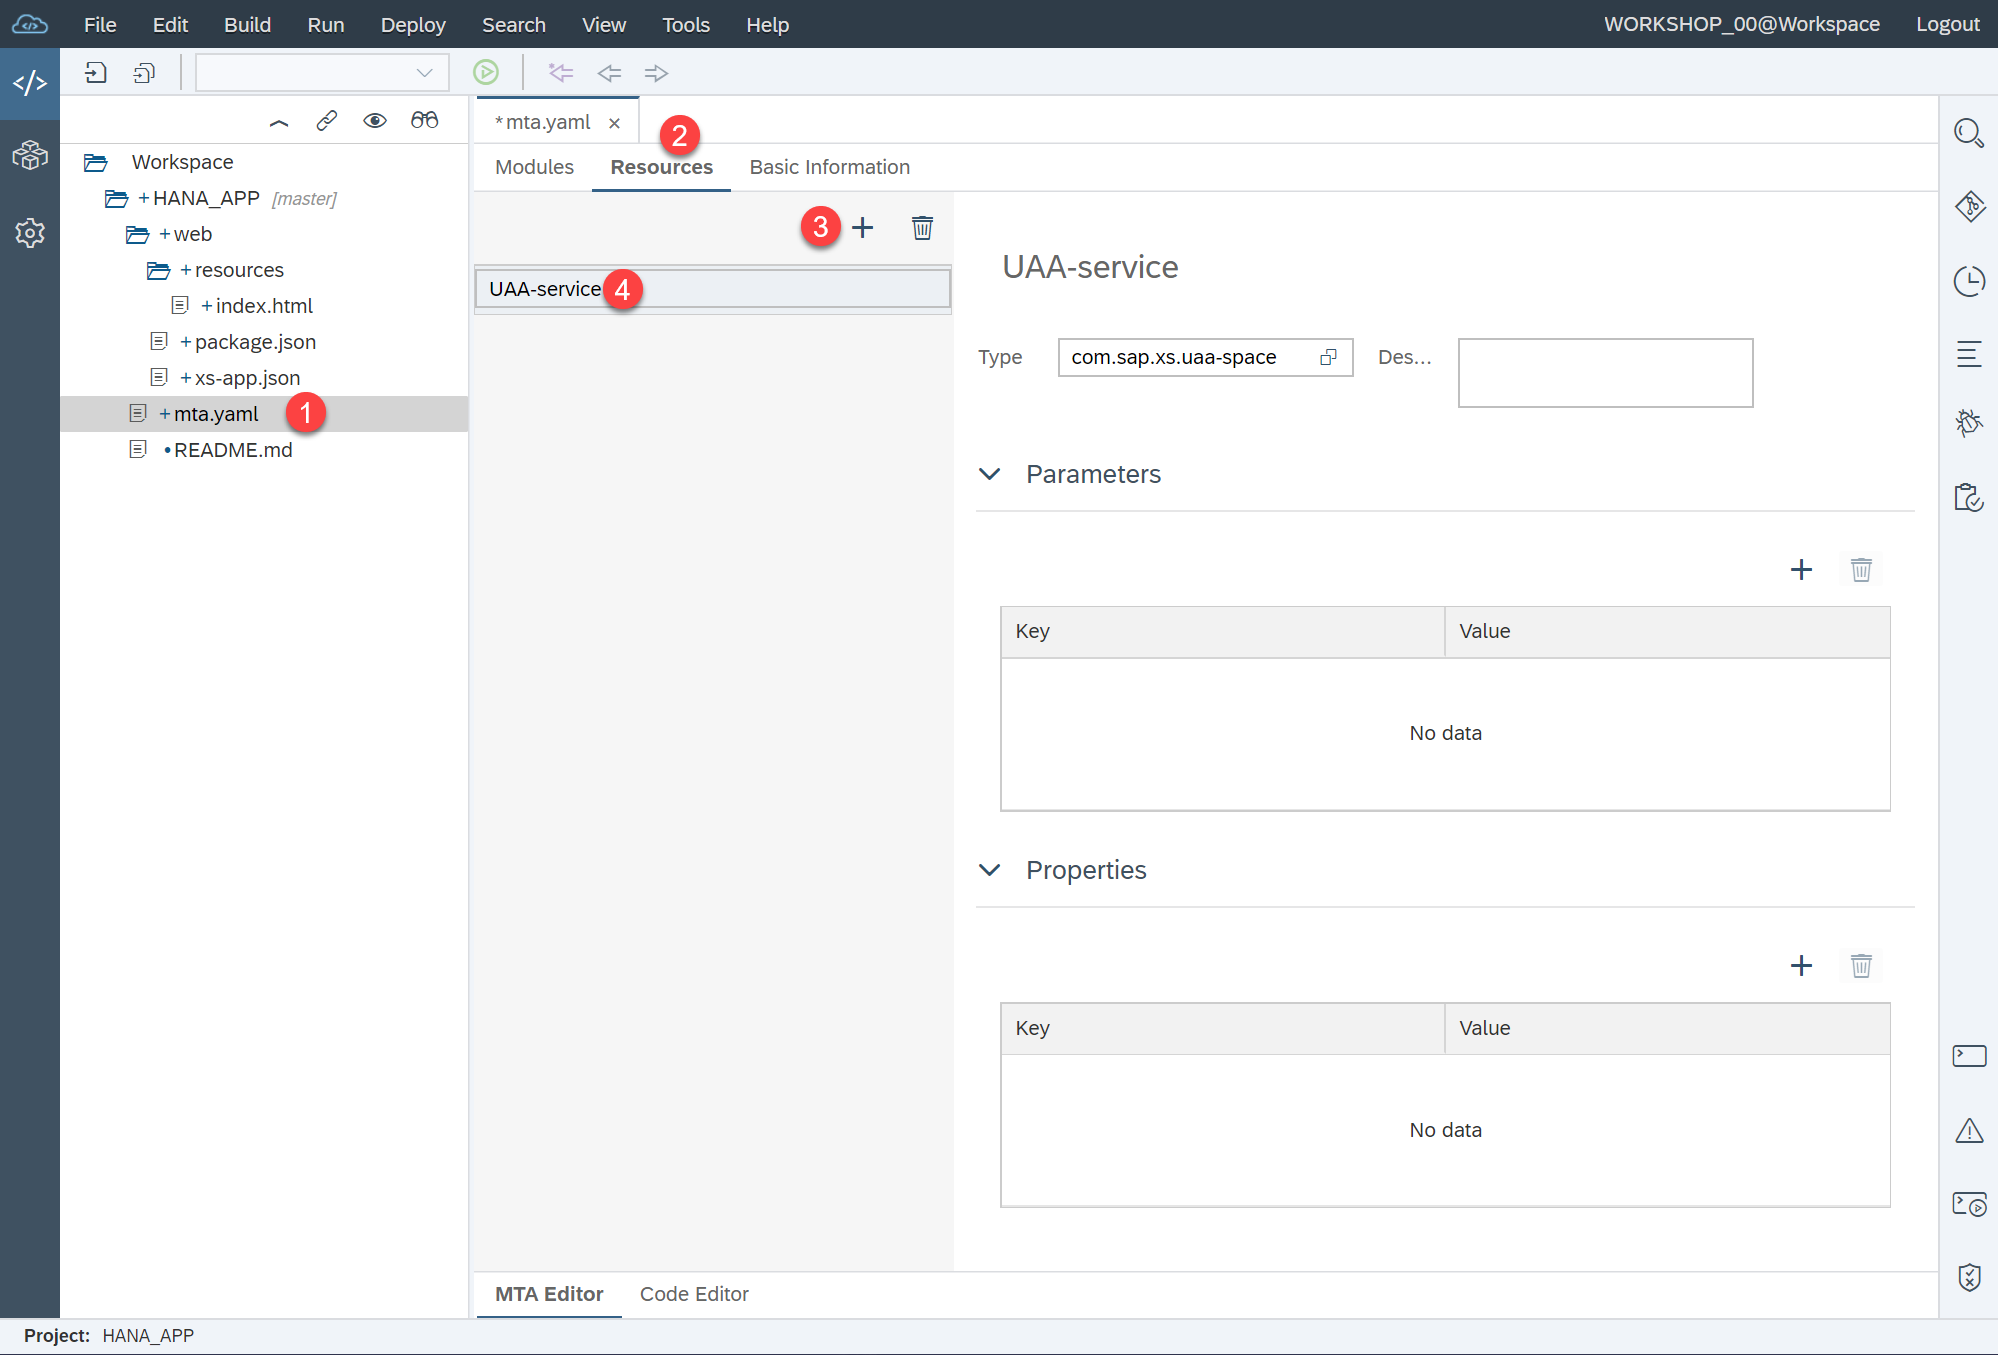 File Edit Build Run Deploy Search View Tools Help WORKSHOP_00@Workspace Logout
*mta.yaml ×
2
Modules Resources Basic Information
Workspace
+HANA_APP [master]
+web
+resources
+index.html
+package.json
+xs-app.json
+mta.yaml 1
•README.md
3 +
UAA-service 4
UAA-service
Type com.sap.xs.uaa-space Des...
Parameters
+
Key Value
No data
Properties
+
Key Value
No data
MTA Editor Code Editor
Project: HANA_APP